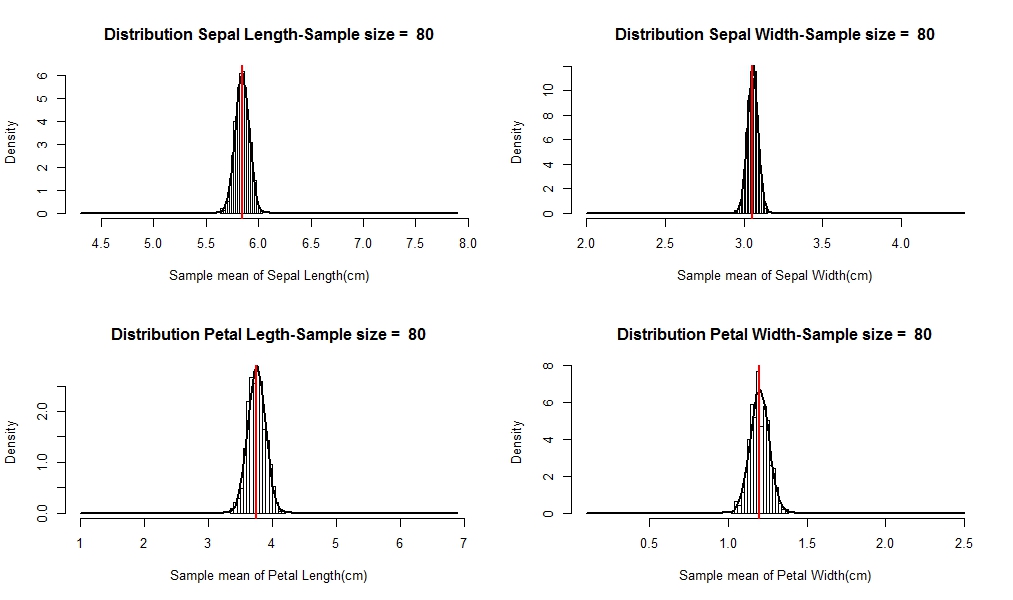 Distribution Sepal Length-Sample size =  80
Density
0 1 2 3 4 5 6
4.5 5.0 5.5 6.0 6.5 7.0 7.5 8.0
Sample mean of Sepal Length(cm)
Distribution Sepal Width-Sample size =  80
Density
0 2 4 6 8 10
2.0 2.5 3.0 3.5 4.0
Sample mean of Sepal Width(cm)
Distribution Petal Legth-Sample size =  80
Density
0.0 1.0 2.0
1 2 3 4 5 6 7
Sample mean of Petal Length(cm)
Distribution Petal Width-Sample size =  80
Density
0 2 4 6 8
0.5 1.0 1.5 2.0 2.5
Sample mean of Petal Width(cm)